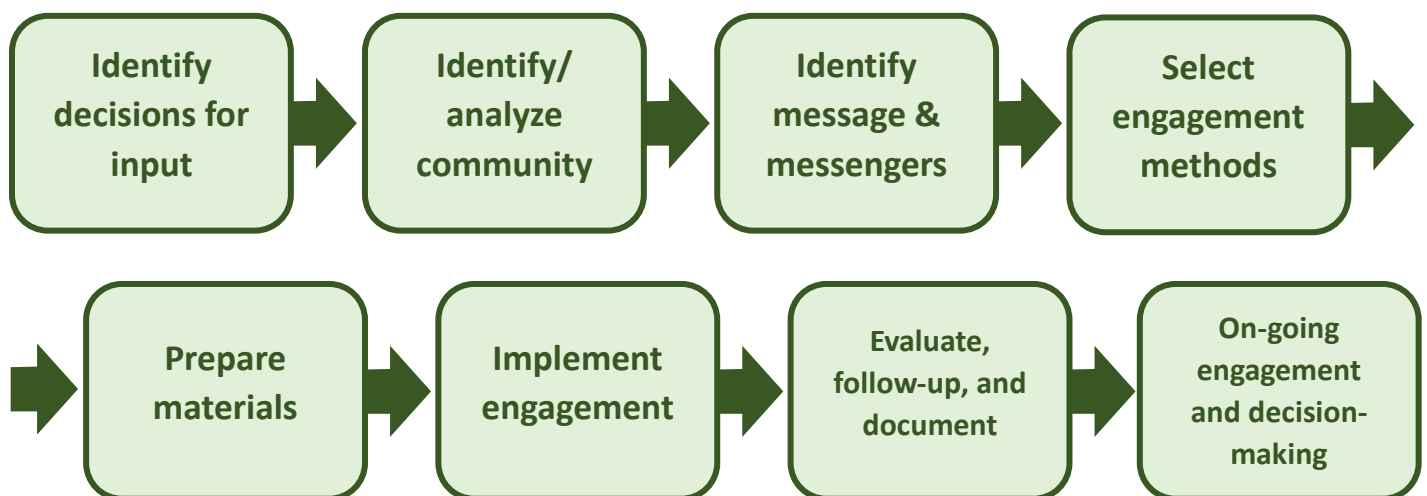 Identify
decisions for
input
Identify/
analyze
community
Identify
message &
messengers
Select
engagement
methods
Prepare
materials
Implement
engagement
Evaluate,
follow-up, and
document
On-going
engagement
and decision-
making